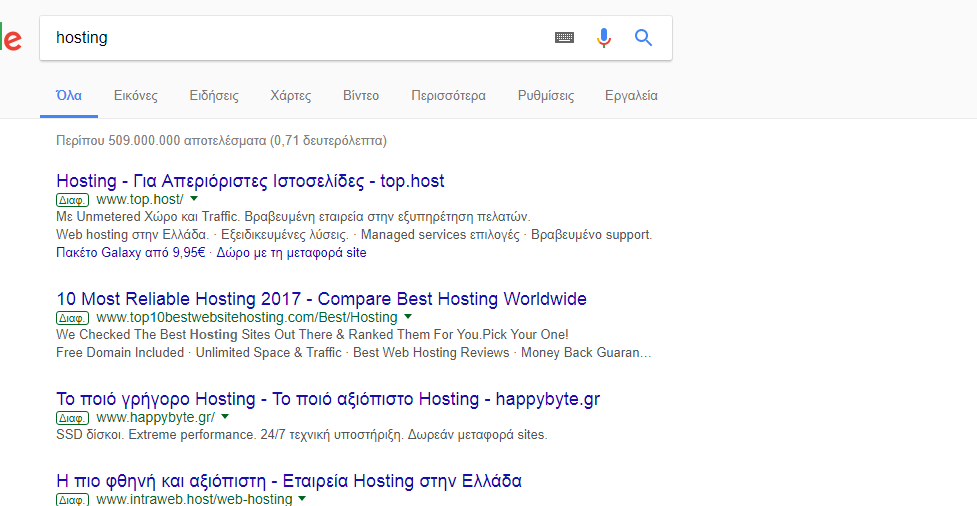 le
hosting
Όλα Εικόνες Ειδήσεις Χάρτες Βίντεο Περισσότερα Ρυθμίσεις Εργαλεία
Περίπου 509.000.000 αποτελέσματα (0,71 δευτερόλεπτα)
Hosting - Για Απεριόριστες Ιστοσελίδες - top.host
Διαφ. www.top.host/
Με Unmetered Χώρο και Traffic. Βραβευμένη εταιρεία στην εξυπηρέτηση πελατών.
Web hosting στην Ελλάδα. · Εξειδικευμένες λύσεις. · Managed services επιλογές · Βραβευμένο support.
Πακέτο Galaxy από 9,95€ · Δώρο με τη μεταφορά site
10 Most Reliable Hosting 2017 - Compare Best Hosting Worldwide
Διαφ. www.top10bestwebsitehosting.com/Best/Hosting
We Checked The Best Hosting Sites Out There & Ranked Them For You.Pick Your One!
Free Domain Included · Unlimited Space & Traffic · Best Web Hosting Reviews · Money Back Guaran…
Το ποιό γρήγορο Hosting - Το ποιό αξιόπιστο Hosting - happybyte.gr
Διαφ. www.happybyte.gr/
SSD δίσκοι. Extreme performance. 24/7 τεχνική υποστήριξη. Δωρεάν μεταφορά sites.
Η πιο φθηνή και αξιόπιστη - Εταιρεία Hosting στην Ελλάδα
Διαφ. www.intraweb.host/web-hosting